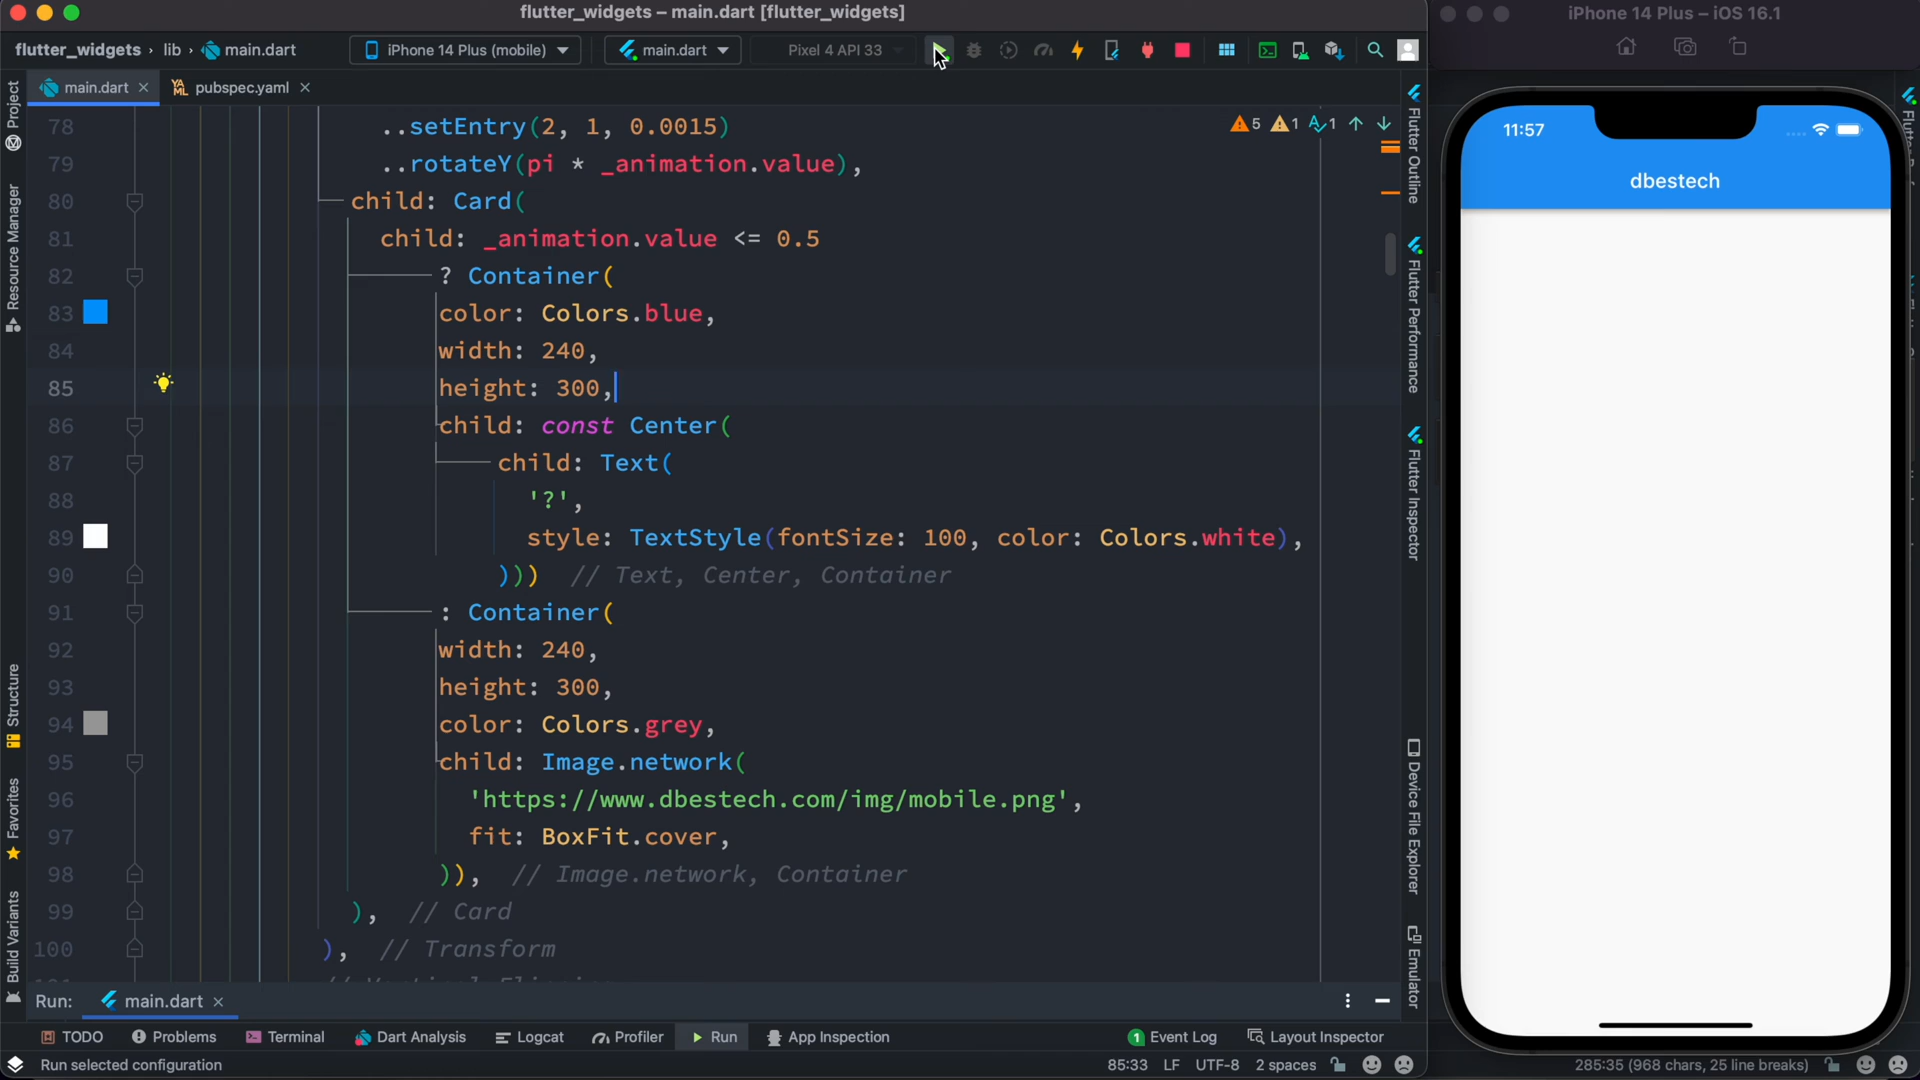 flutter_widgets – main.dart [flutter_widgets]
iPhone 14 Plus – iOS 16.1
flutter_widgets › lib › main.dart
iPhone 14 Plus (mobile)
main.dart
Pixel 4 API 33
main.dart
pubspec.yaml
5 1 1
78 ..setEntry(2, 1, 0.0015)
79 ..rotateY(pi * _animation.value),
80 child: Card(
81 child: _animation.value <= 0.5
82 ? Container(
83 color: Colors.blue,
84 width: 240,
85 height: 300,
86 child: const Center(
87 child: Text(
88 '?',
89 style: TextStyle(fontSize: 100, color: Colors.white),
90 ))) // Text, Center, Container
91 : Container(
92 width: 240,
93 height: 300,
94 color: Colors.grey,
95 child: Image.network(
96 'https://www.dbestech.com/img/mobile.png',
97 fit: BoxFit.cover,
98 )), // Image.network, Container
99 ), // Card
100 ), // Transform
Project
Resource Manager
Structure
Favorites
Build Variants
Flutter Outline
Flutter Performance
Flutter Inspector
Device File Explorer
Emulator
11:57
dbestech
Run: main.dart
TODO Problems Terminal Dart Analysis Logcat Profiler Run App Inspection
1 Event Log Layout Inspector
Run selected configuration
85:33 LF UTF-8 2 spaces
285:35 (968 chars, 25 line breaks)